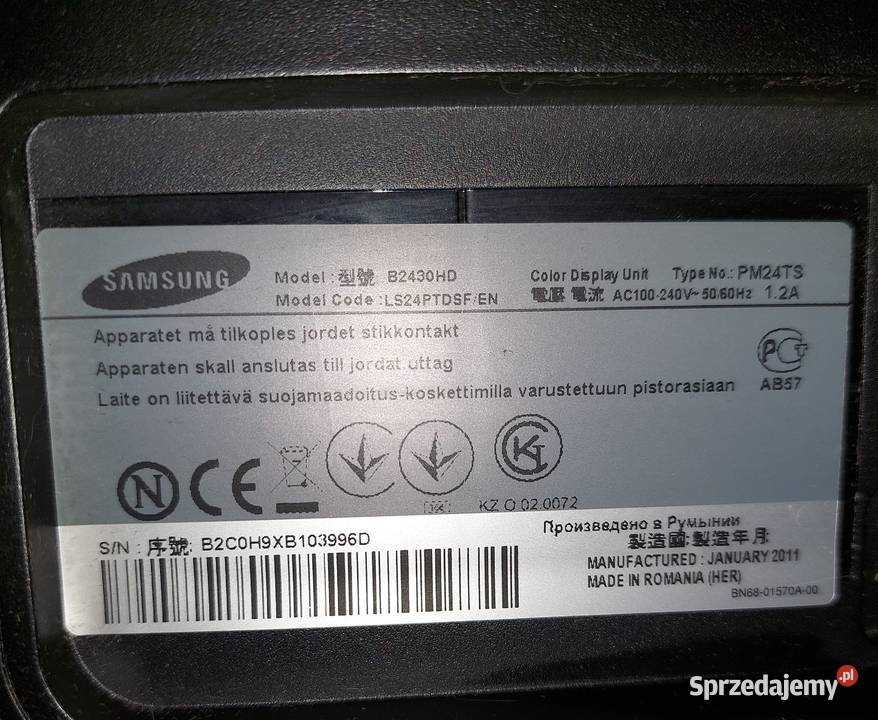 SAMSUNG
Model : 型號 B2430HD
Model Code : LS24PTDSF/EN
Color Display Unit Type No.: PM24TS
電壓 電流 AC100-240V~ 50/60Hz 1.2A
Apparatet må tilkoples jordet stikkontakt
Apparaten skall anslutas till jordat uttag
Laite on liitettävä suojamaadoitus-koskettimilla varustettuun pistorasiaan
PCT
AB57
N CE
KZ O 02.0072
S/N : 序號: B2C0H9XB103996D
Произведено в Румынии
製造國:製造年月
MANUFACTURED : JANUARY 2011
MADE IN ROMANIA (HER)
BN68-01570A-00
Sprzedajemy.pl